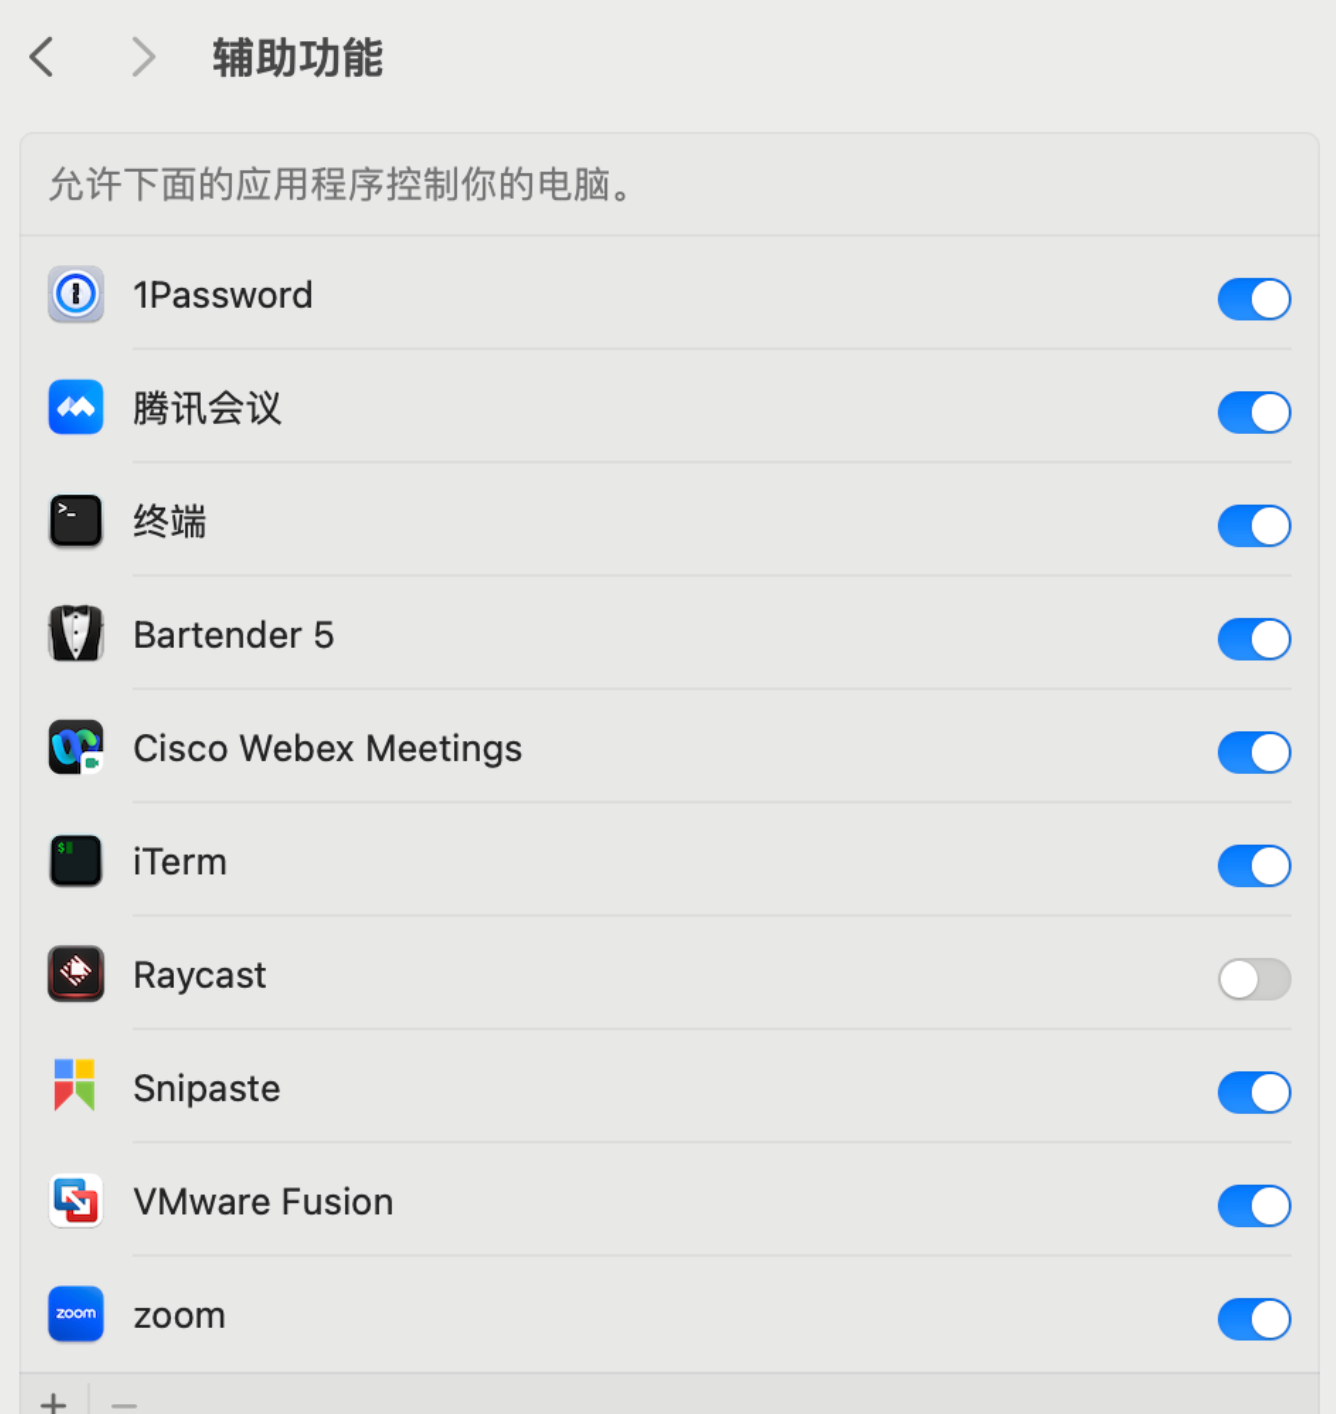 辅助功能
允许下面的应用程序控制你的电脑。
1Password
腾讯会议
>_ 终端
Bartender 5
Cisco Webex Meetings
$ iTerm
Raycast
Snipaste
VMware Fusion
zoom zoom